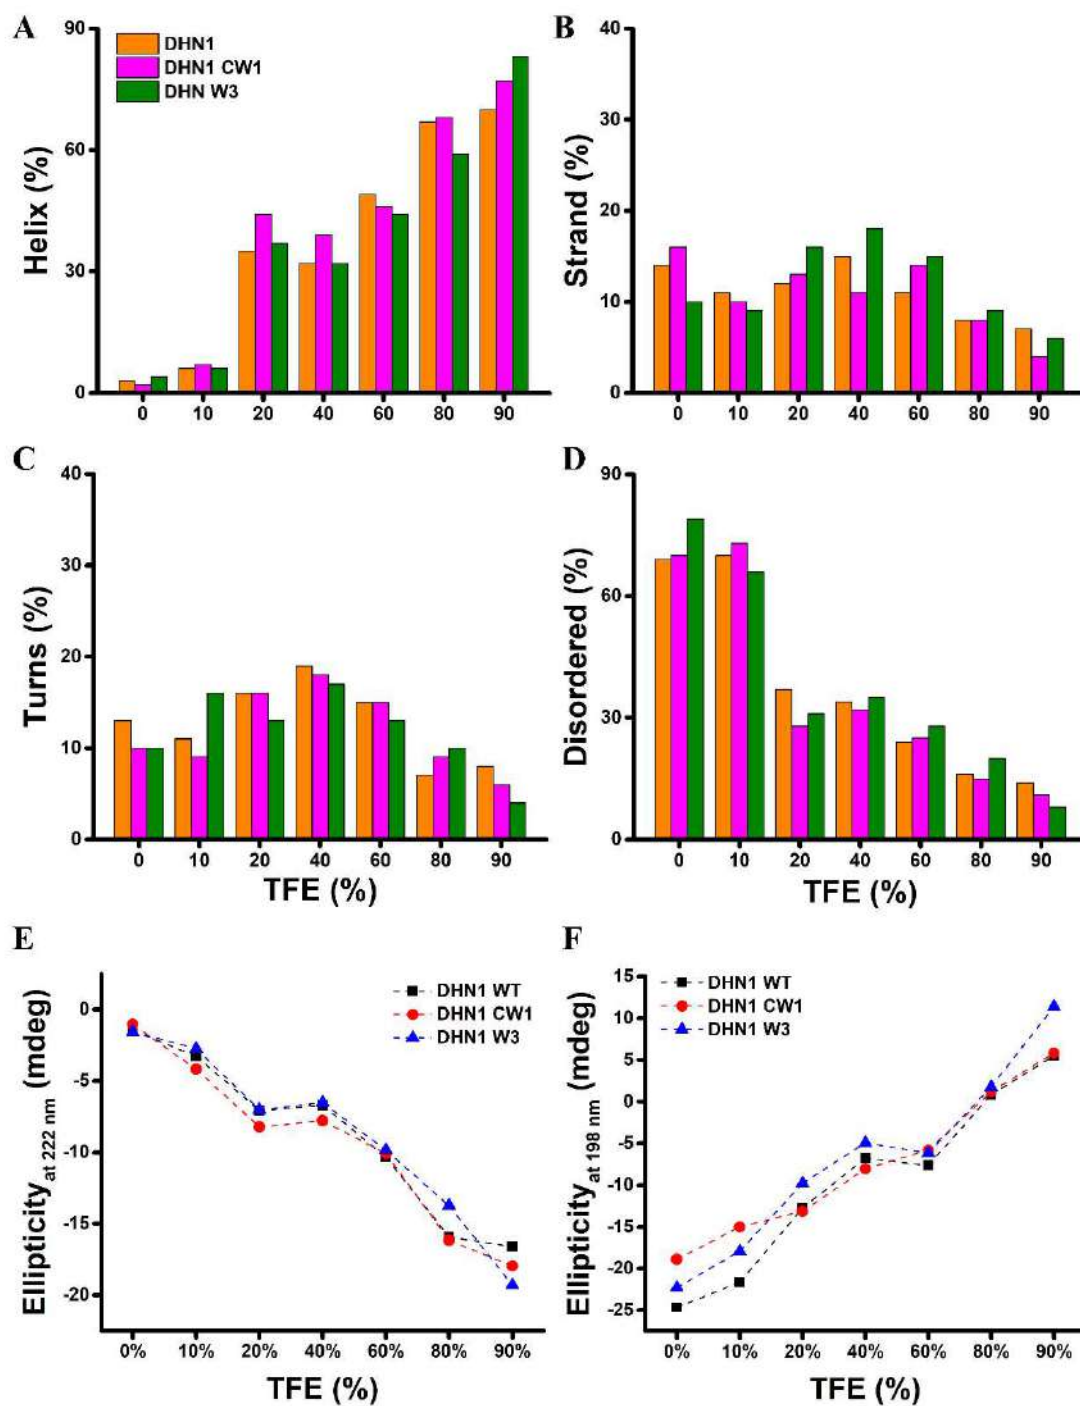 A
Helix (%)
90
60
30
0
DHN1
DHN1 CW1
DHN W3
0 10 20 40 60 80 90
B
Strand (%)
40
30
20
10
0
0 10 20 40 60 80 90
C
Turns (%)
40
30
20
10
0
0 10 20 40 60 80 90
TFE (%)
D
Disordered (%)
90
60
30
0
0 10 20 40 60 80 90
TFE (%)
E
Ellipticity at 222 nm (mdeg)
0
-5
-10
-15
-20
DHN1 WT
DHN1 CW1
DHN1 W3
0% 10% 20% 40% 60% 80% 90%
TFE (%)
F
Ellipticity at 198 nm (mdeg)
15
10
5
0
-5
-10
-15
-20
-25
DHN1 WT
DHN1 CW1
DHN1 W3
0% 10% 20% 40% 60% 80% 90%
TFE (%)